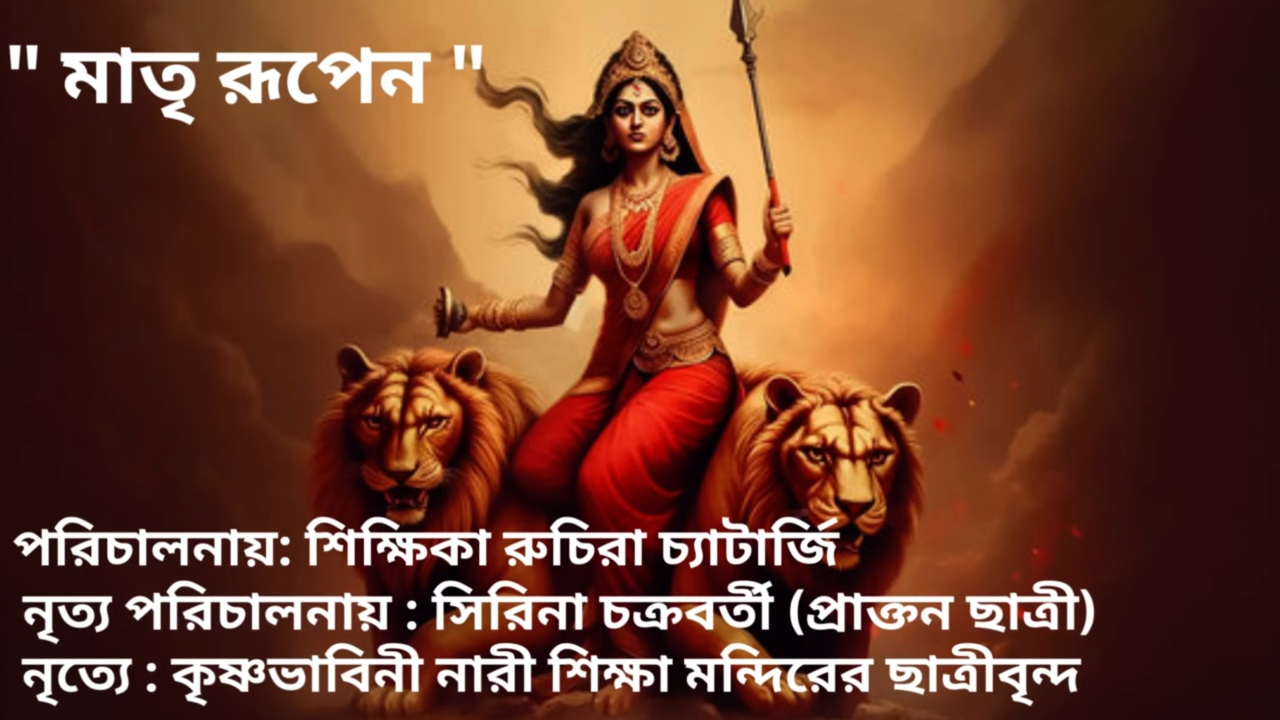 " মাতৃ রূপেন "
পরিচালনায়: শিক্ষিকা রুচিরা চ্যাটার্জি
নৃত্য পরিচালনায় : সিরিনা চক্রবর্তী (প্রাক্তন ছাত্রী)
নৃত্যে : কৃষ্ণভাবিনী নারী শিক্ষা মন্দিরের ছাত্রীবৃন্দ